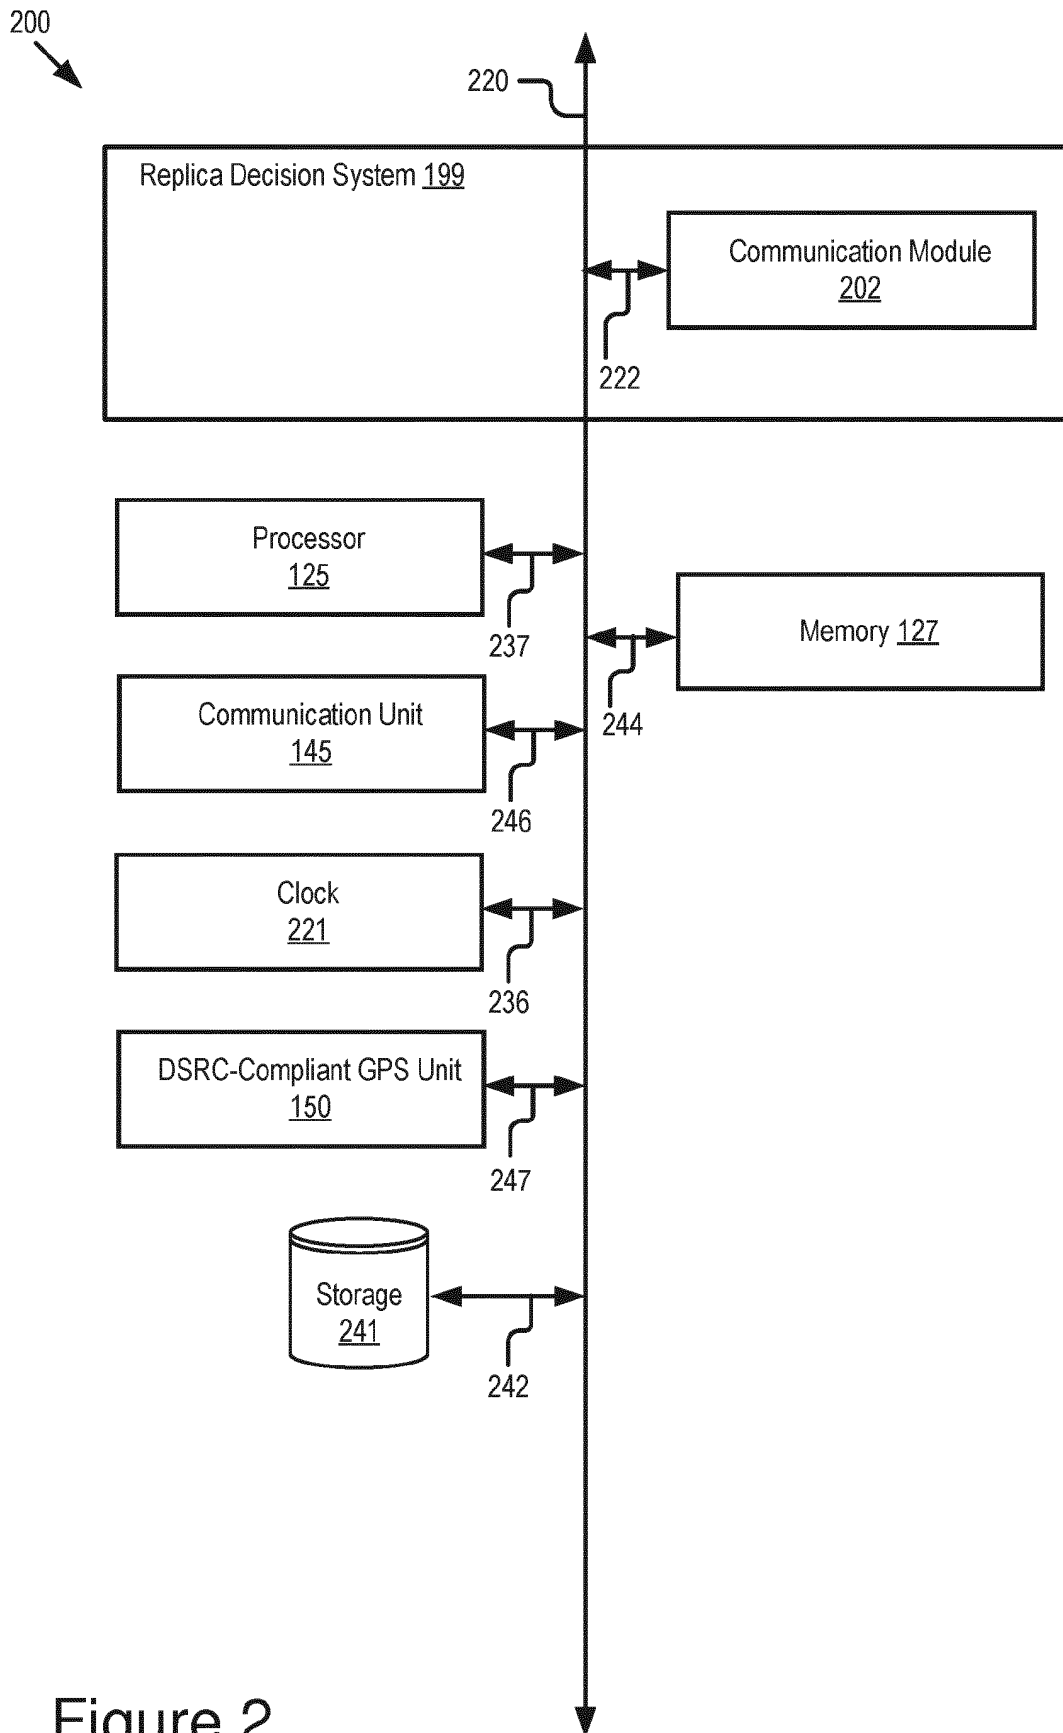 200
220
Replica Decision System 199
Communication Module
202
222
Processor
125
237
Memory 127
244
Communication Unit
145
246
Clock
221
236
DSRC-Compliant GPS Unit
150
247
Storage
241
242
Figure 2